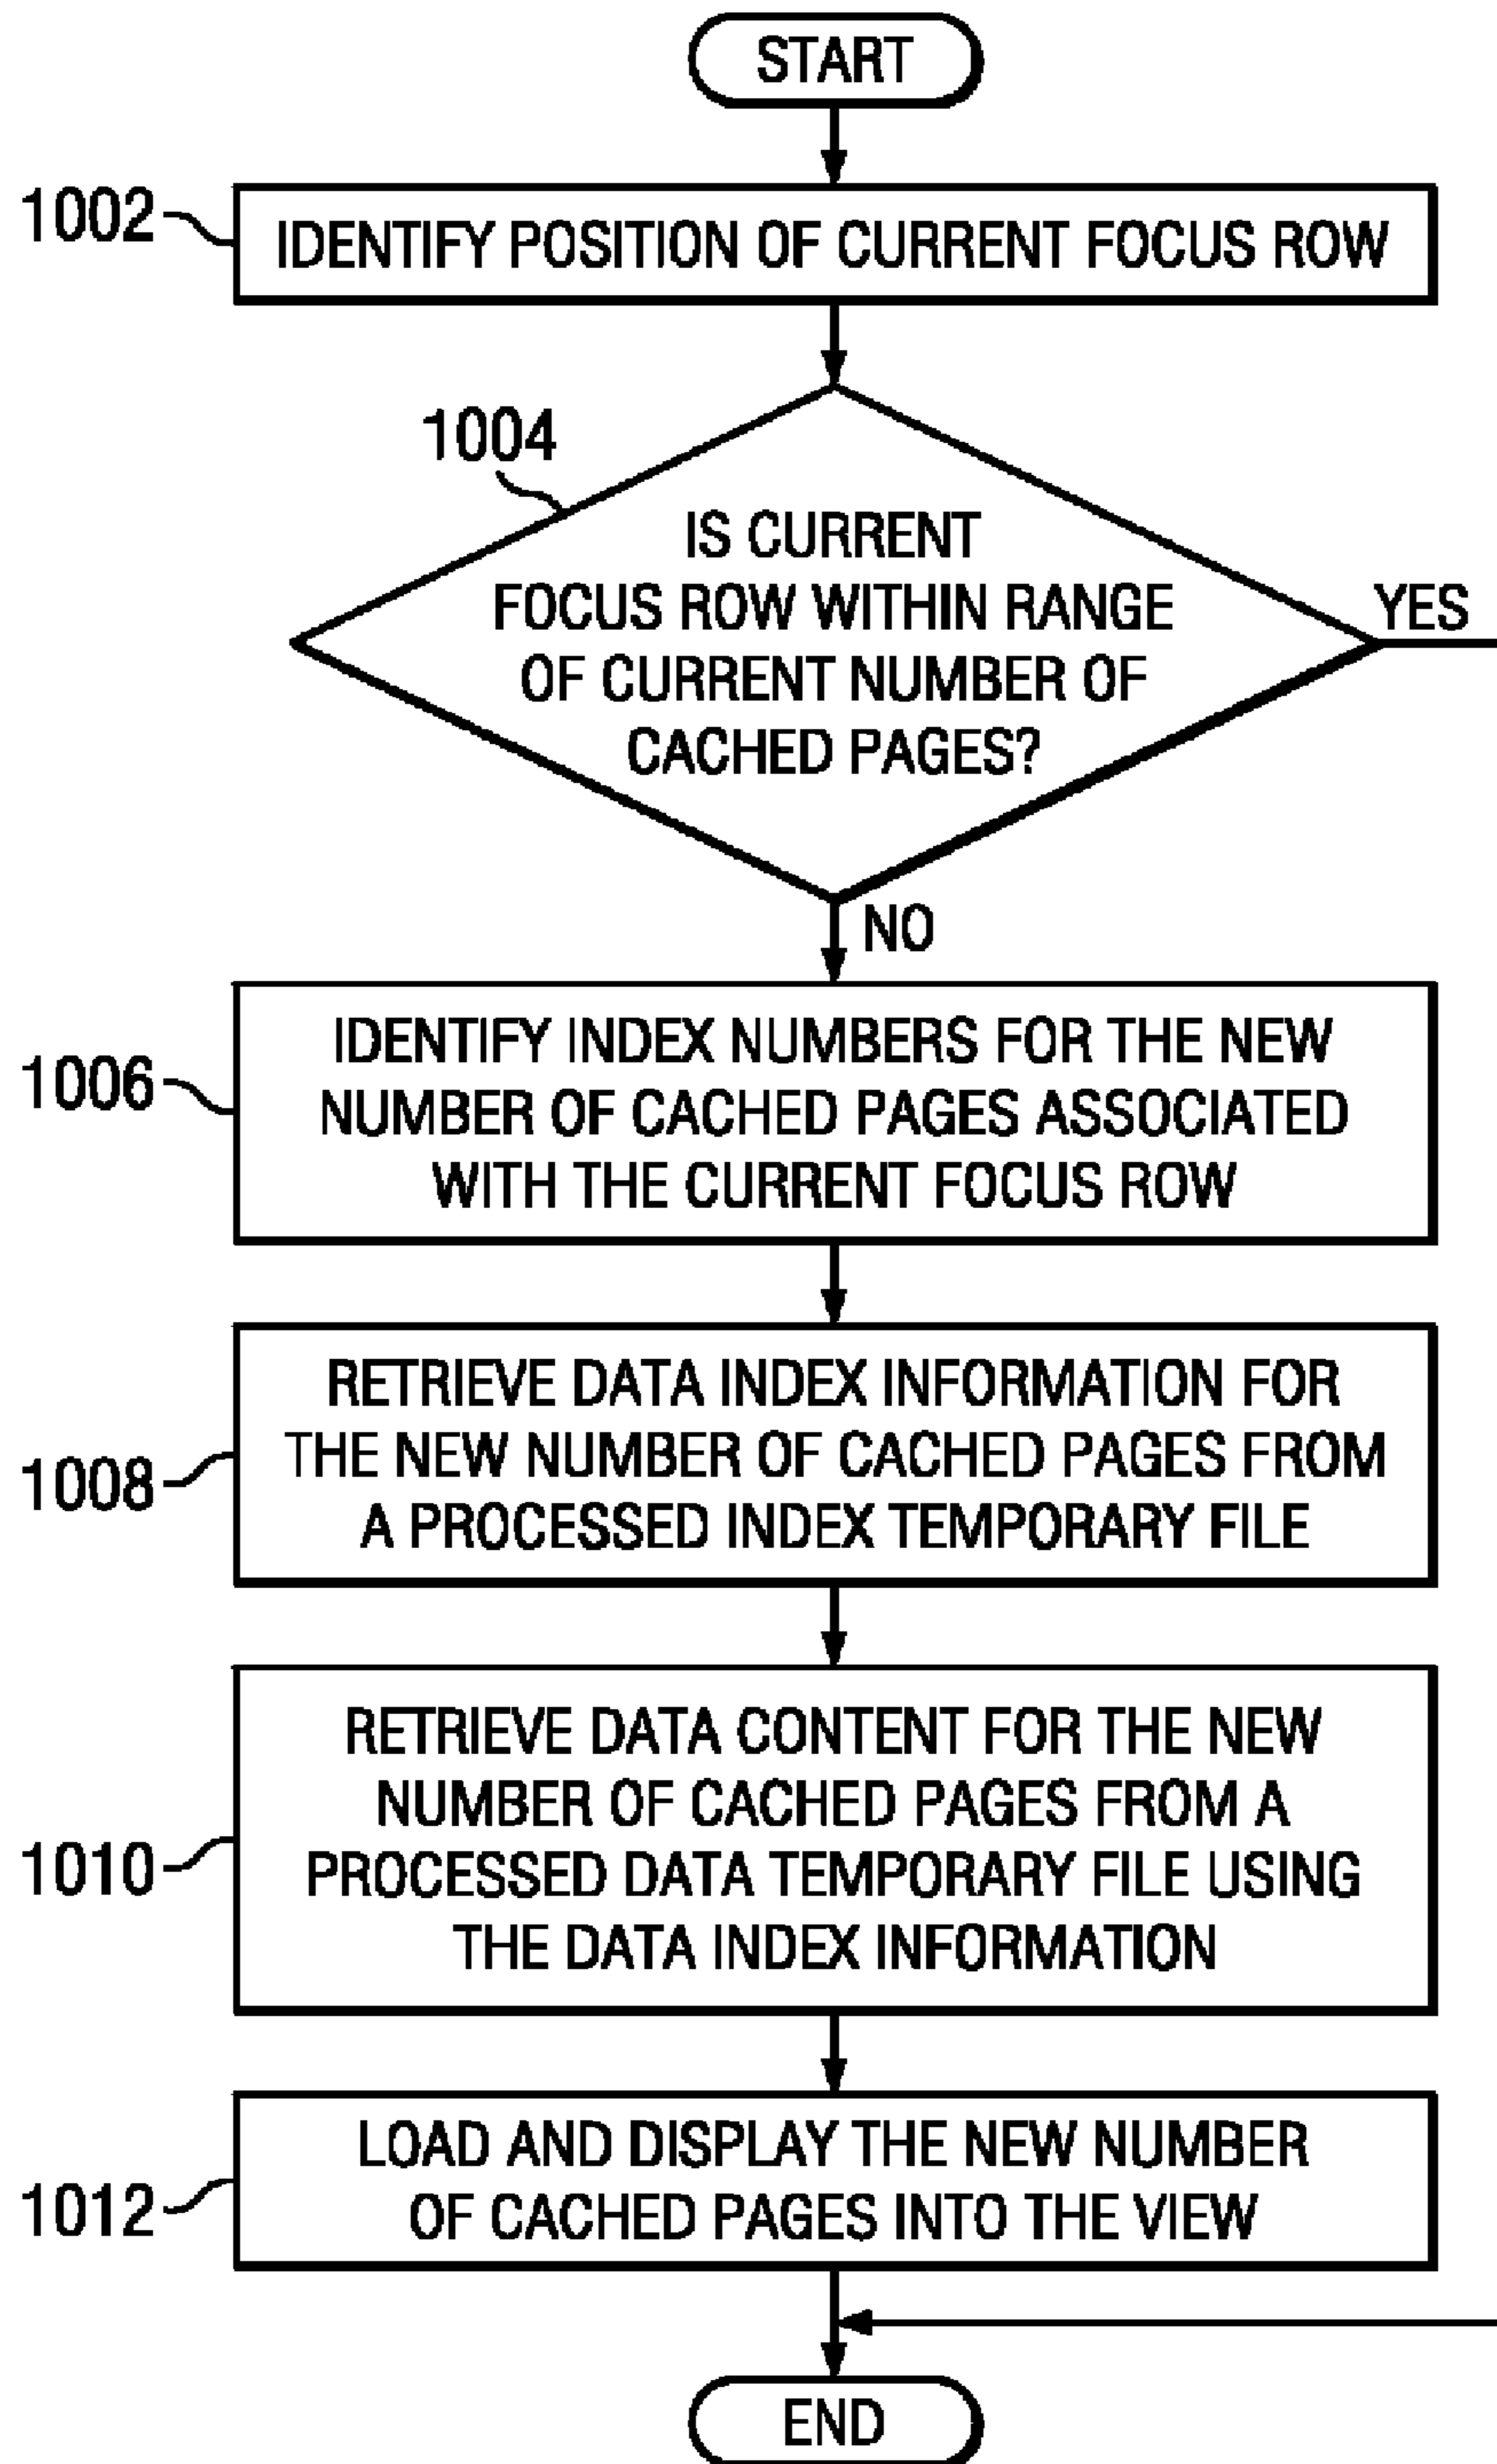 START
1002
IDENTIFY POSITION OF CURRENT FOCUS ROW
1004
IS CURRENT
FOCUS ROW WITHIN RANGE
OF CURRENT NUMBER OF
CACHED PAGES?
YES
NO
1006
IDENTIFY INDEX NUMBERS FOR THE NEW
NUMBER OF CACHED PAGES ASSOCIATED
WITH THE CURRENT FOCUS ROW
1008
RETRIEVE DATA INDEX INFORMATION FOR
THE NEW NUMBER OF CACHED PAGES FROM
A PROCESSED INDEX TEMPORARY FILE
1010
RETRIEVE DATA CONTENT FOR THE NEW
NUMBER OF CACHED PAGES FROM A
PROCESSED DATA TEMPORARY FILE USING
THE DATA INDEX INFORMATION
1012
LOAD AND DISPLAY THE NEW NUMBER
OF CACHED PAGES INTO THE VIEW
END